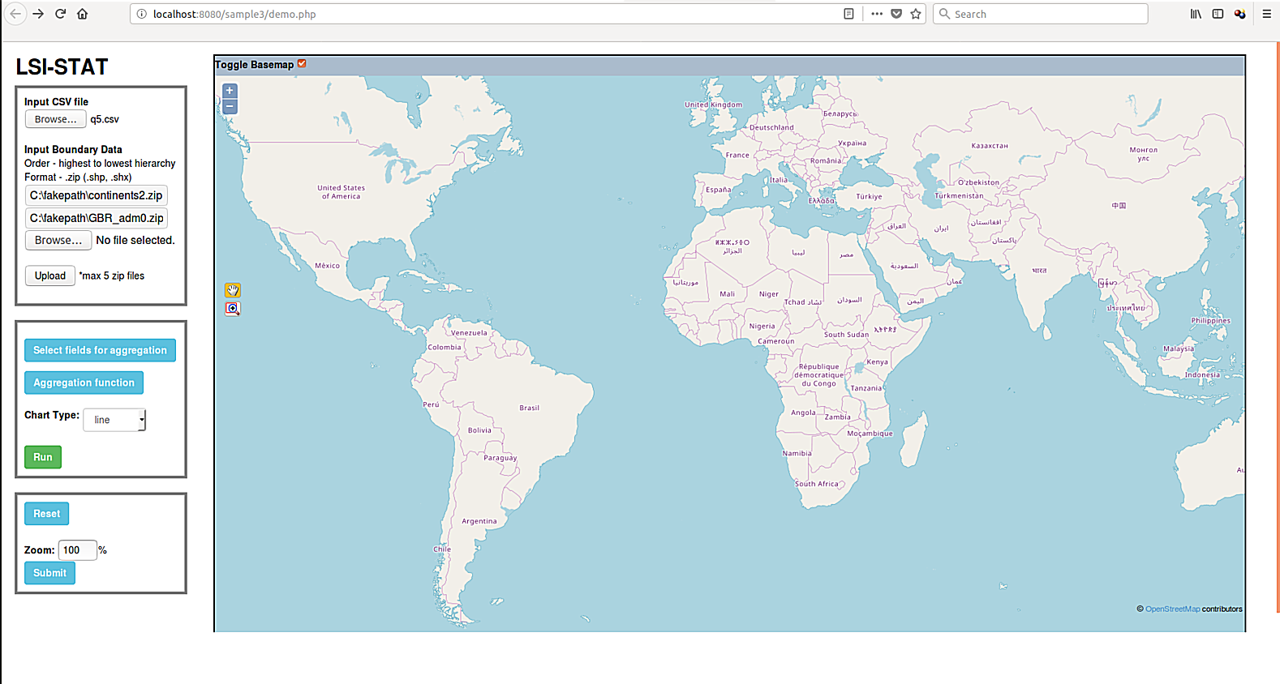 localhost:8080/sample3/demo.php
Search
LSI-STAT
Input CSV file
Browse... q5.csv
Input Boundary Data
Order - highest to lowest hierarchy
Format - .zip (.shp, .shx)
C:\fakepath\continents2.zip
C:\fakepath\GBR_adm0.zip
Browse... No file selected.
Upload *max 5 zip files
Select fields for aggregation
Aggregation function
Chart Type: line
Run
Reset
Zoom: 100 %
Submit
Toggle Basemap
+
−
United Kingdom
Беларусь
Deutschland
Україна
France
România
Italia
España
Ελλάδα
Türkiye
Қазақстан
Монгол
улс
O'zbekiston
Türkmenistan
中国
United States
of America
México
ⵍⵣⵣⴰⵢⴻⵔ
الجزائر
ليبيا
مصر
العراق
ایران
افغانستان
پاکستان
السعودية
عمان
اليمن
भारत
ประเทศไทย
موريتانيا
Mali
Niger
Tchad تشاد
السودان
Nigeria
Cameroun
South Sudan
ኢትዮጵያ
Philippines
Malaysia
Indonesia
Venezuela
Colombia
Perú
Brasil
Bolivia
Paraguay
Argentina
Chile
Kenya
République
démocratique
du Congo
Tanzania
Angola
Zambia
Moçambique
Namibia
South Africa
Au
© OpenStreetMap contributors